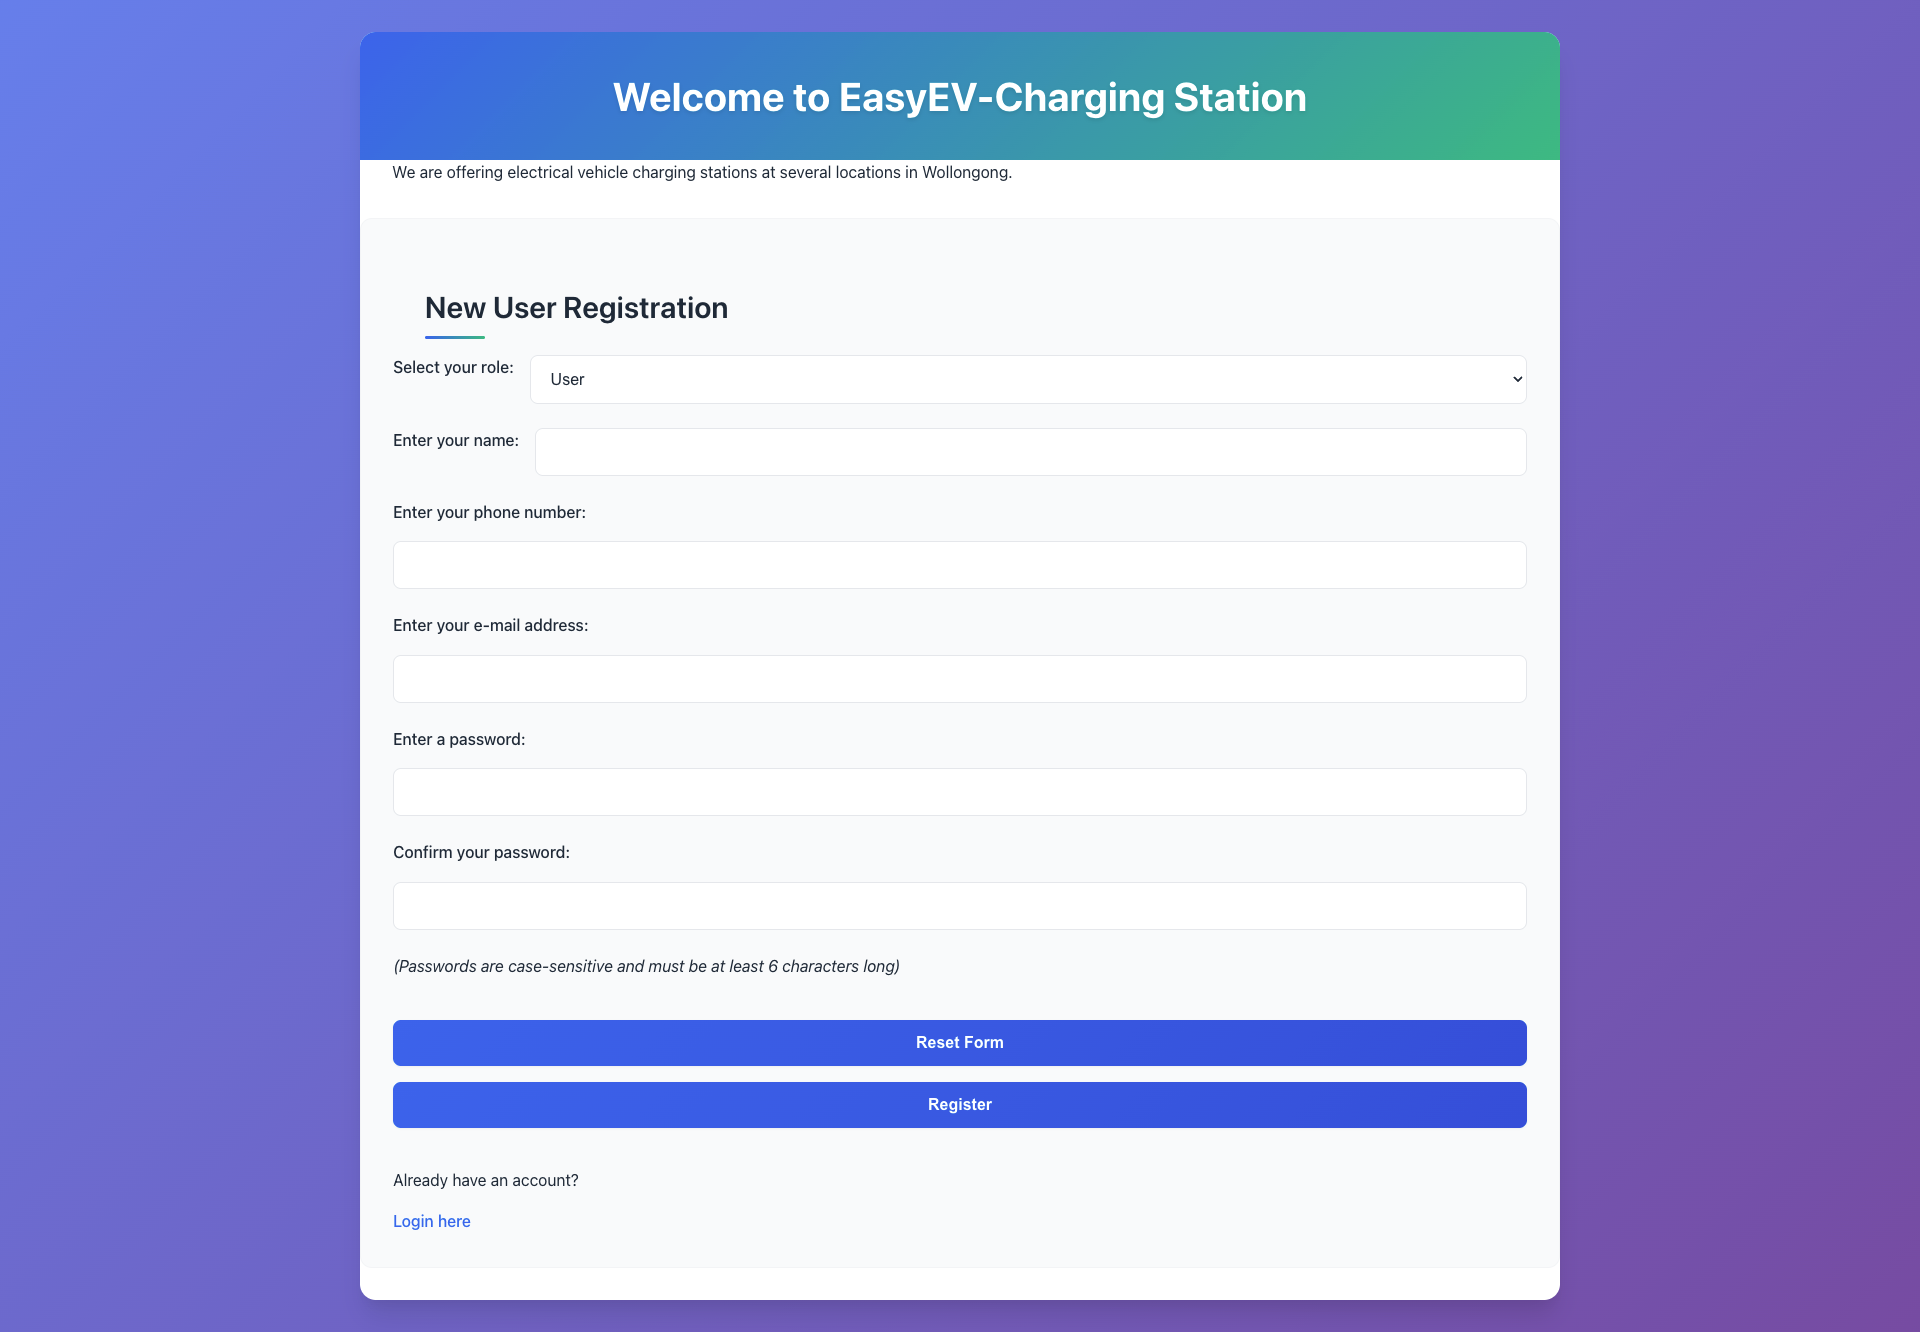 Welcome to EasyEV-Charging Station
We are offering electrical vehicle charging stations at several locations in Wollongong.
New User Registration
Select your role:
User
Enter your name:
Enter your phone number:
Enter your e-mail address:
Enter a password:
Confirm your password:
(Passwords are case-sensitive and must be at least 6 characters long)
Reset Form
Register
Already have an account?
Login here